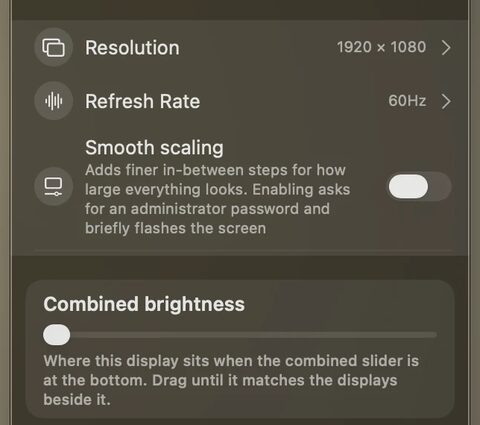 Resolution
1920 × 1080
Refresh Rate
60Hz
Smooth scaling
Adds finer in-between steps for how
large everything looks. Enabling asks
for an administrator password and
briefly flashes the screen
Combined brightness
Where this display sits when the combined slider is
at the bottom. Drag until it matches the displays
beside it.